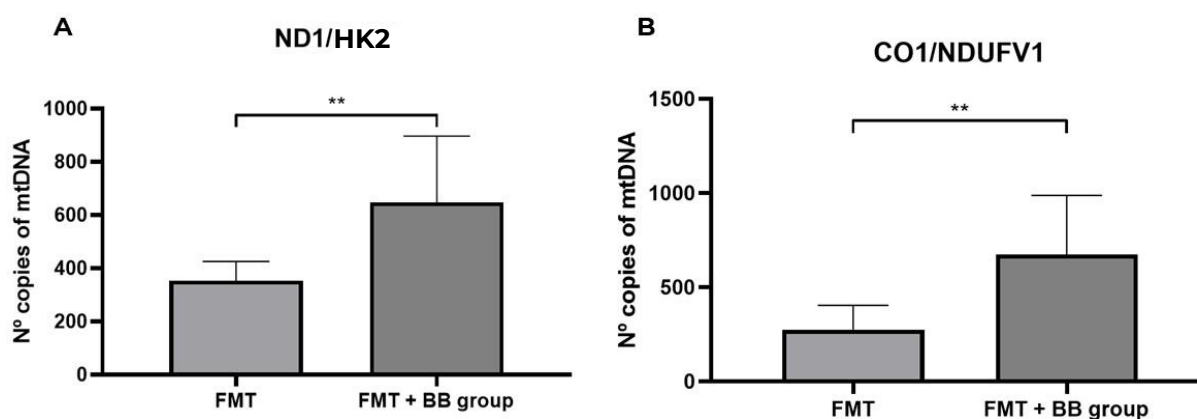 A
ND1/HK2
**
Nº copies of mtDNA
1000
800
600
400
200
0
FMT
FMT + BB group
B
CO1/NDUFV1
**
Nº copies of mtDNA
1500
1000
500
0
FMT
FMT + BB group